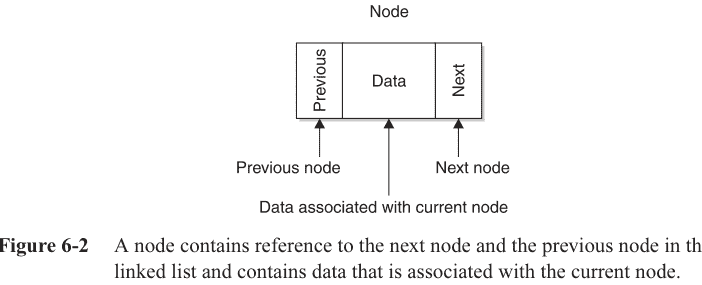 Node
Previous
Data
Next
Previous node
Next node
Data associated with current node
Figure 6-2 A node contains reference to the next node and the previous node in th
linked list and contains data that is associated with the current node.